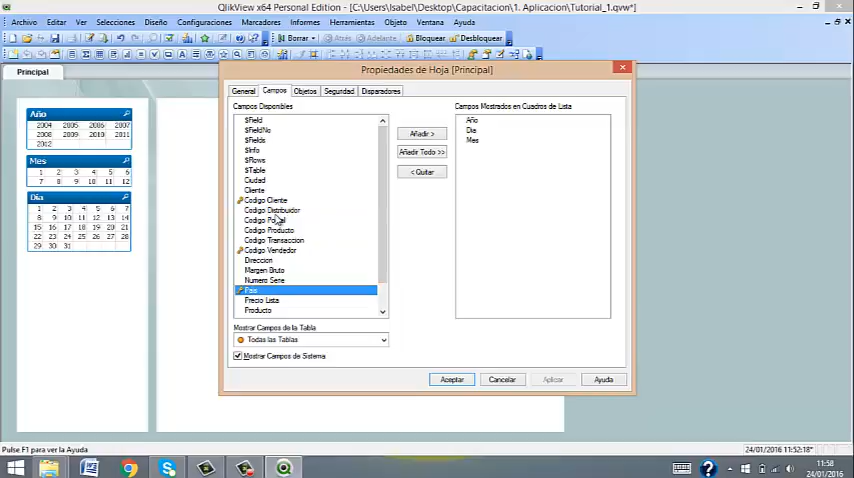 QlikView x64 Personal Edition - [C:\Users\Isabel\Desktop\Capacitacion\1. Aplicacion\Tutorial_1.qvw*]
Archivo Editar Ver Selecciones Diseño Configuraciones Marcadores Informes Herramientas Objeto Ventana Ayuda
Borrar Atrás Adelante Bloquear Desbloquear
Principal
Propiedades de Hoja [Principal]
General Campos Objetos Seguridad Disparadores
Campos Disponibles
$Field
$FieldNo
$Fields
$Info
$Rows
$Table
Ciudad
Cliente
Codigo Cliente
Codigo Distribuidor
Codigo
Codigo Producto
Codigo Transaccion
Codigo Vendedor
Direccion
Margen Bruto
Numero Serie
Pais
Precio Lista
Producto
Añadir >
Añadir Todo >>
< Quitar
Campos Mostrados en Cuadros de Lista
Año
Dia
Mes
Mostrar Campos de la Tabla
Todas las Tablas
Mostrar Campos de Sistema
Aceptar Cancelar Aplicar Ayuda
Año
2004 2005 2006 2007
2008 2009 2010 2011
2012
Mes
1 2 3 4 5 6
7 8 9 10 11 12
Dia
1 2 3 4 5 6 7
8 9 10 11 12 13 14
15 16 17 18 19 20 21
22 23 24 25 26 27 28
29 30 31
Pulse F1 para ver la Ayuda
24/01/2016 11:52:18*
11:58
24/01/2016